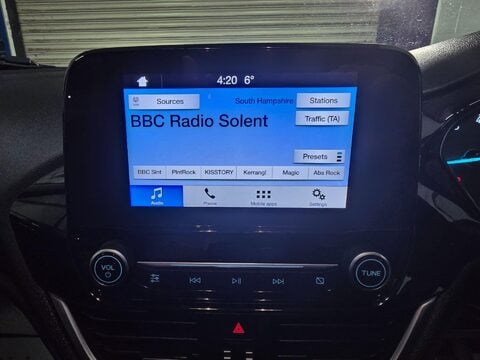 4:20 6°
Sources
South Hampshire
Stations
BBC Radio Solent
Traffic (TA)
Presets
BBC Slnt PlntRock KISSTORY Kerrang! Magic Abs Rock
Audio Phone Mobile apps Settings
VOL
TUNE